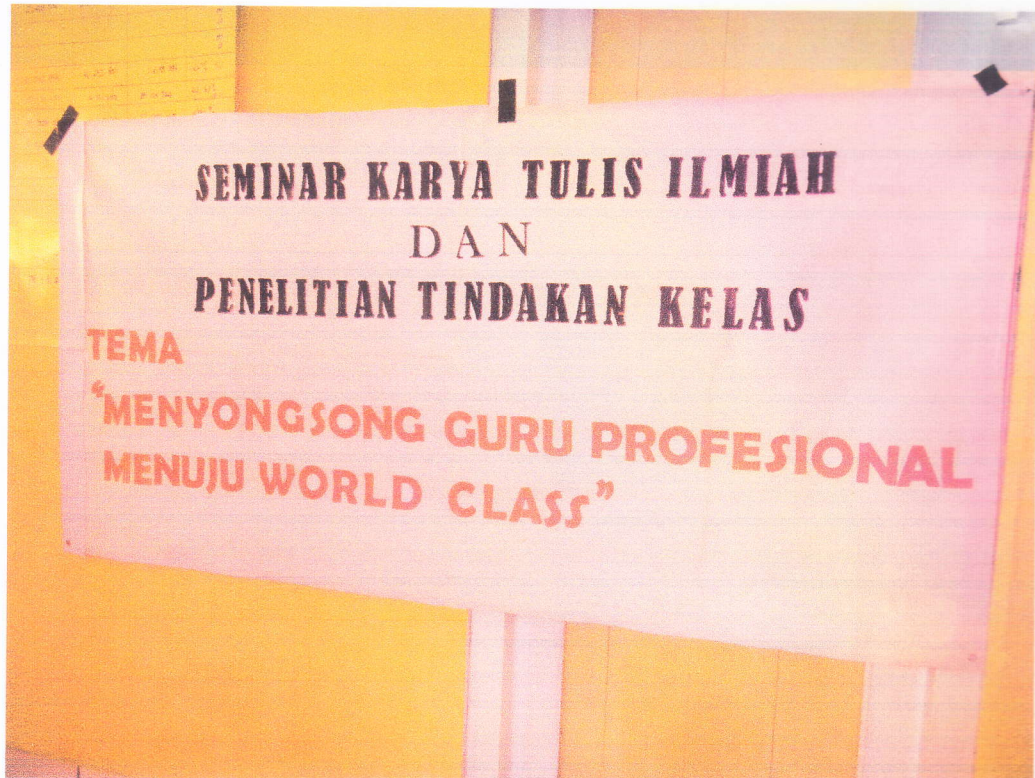 SEMINAR KARYA TULIS ILMIAH
DAN
PENELITIAN TINDAKAN KELAS
TEMA
"MENYONGSONG GURU PROFESIONAL
MENUJU WORLD CLASS"